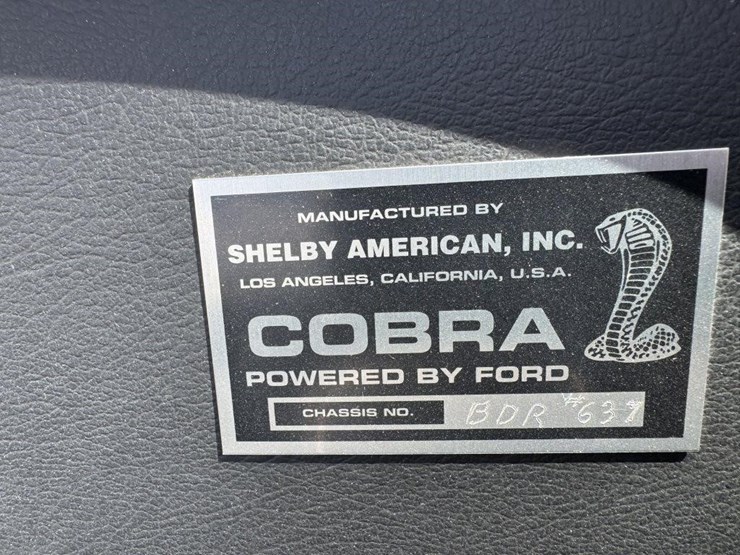 MANUFACTURED BY
SHELBY AMERICAN, INC.
LOS ANGELES, CALIFORNIA, U.S.A.
COBRA
POWERED BY FORD
CHASSIS NO. BDR #637